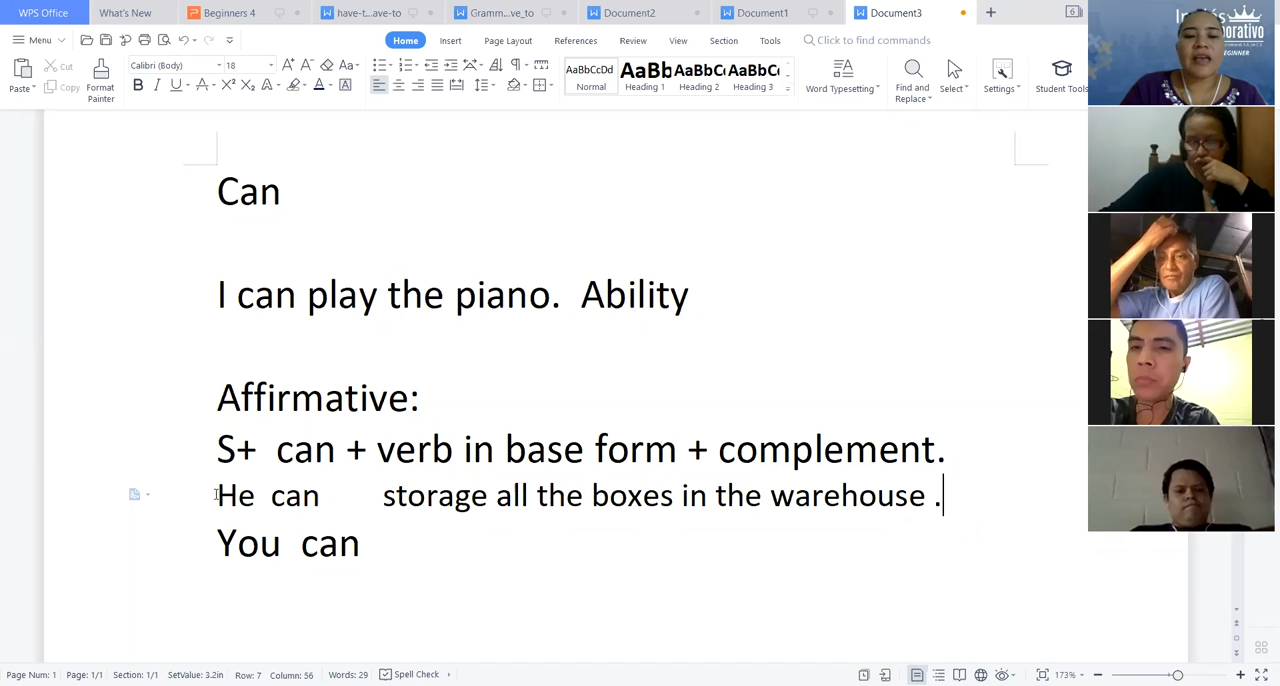 WPS Office What's New Beginners 4 have-t...ave-to Gramm...ve_to Document2 Document1 Document3
Menu Home Insert Page Layout References Review View Section Tools Click to find commands
Paste Cut Copy Format Painter Calibri (Body) 18 AaBbCcDd Normal Heading 1 Heading 2 Heading 3 Word Typesetting Find and Replace Select Settings Student Tools
Can
I can play the piano. Ability
Affirmative:
S+ can + verb in base form + complement.
He can storage all the boxes in the warehouse .
You can
Page Num: 1 Page: 1/1 Section: 1/1 SetValue: 3.2in Row: 7 Column: 56 Words: 29 Spell Check 173%